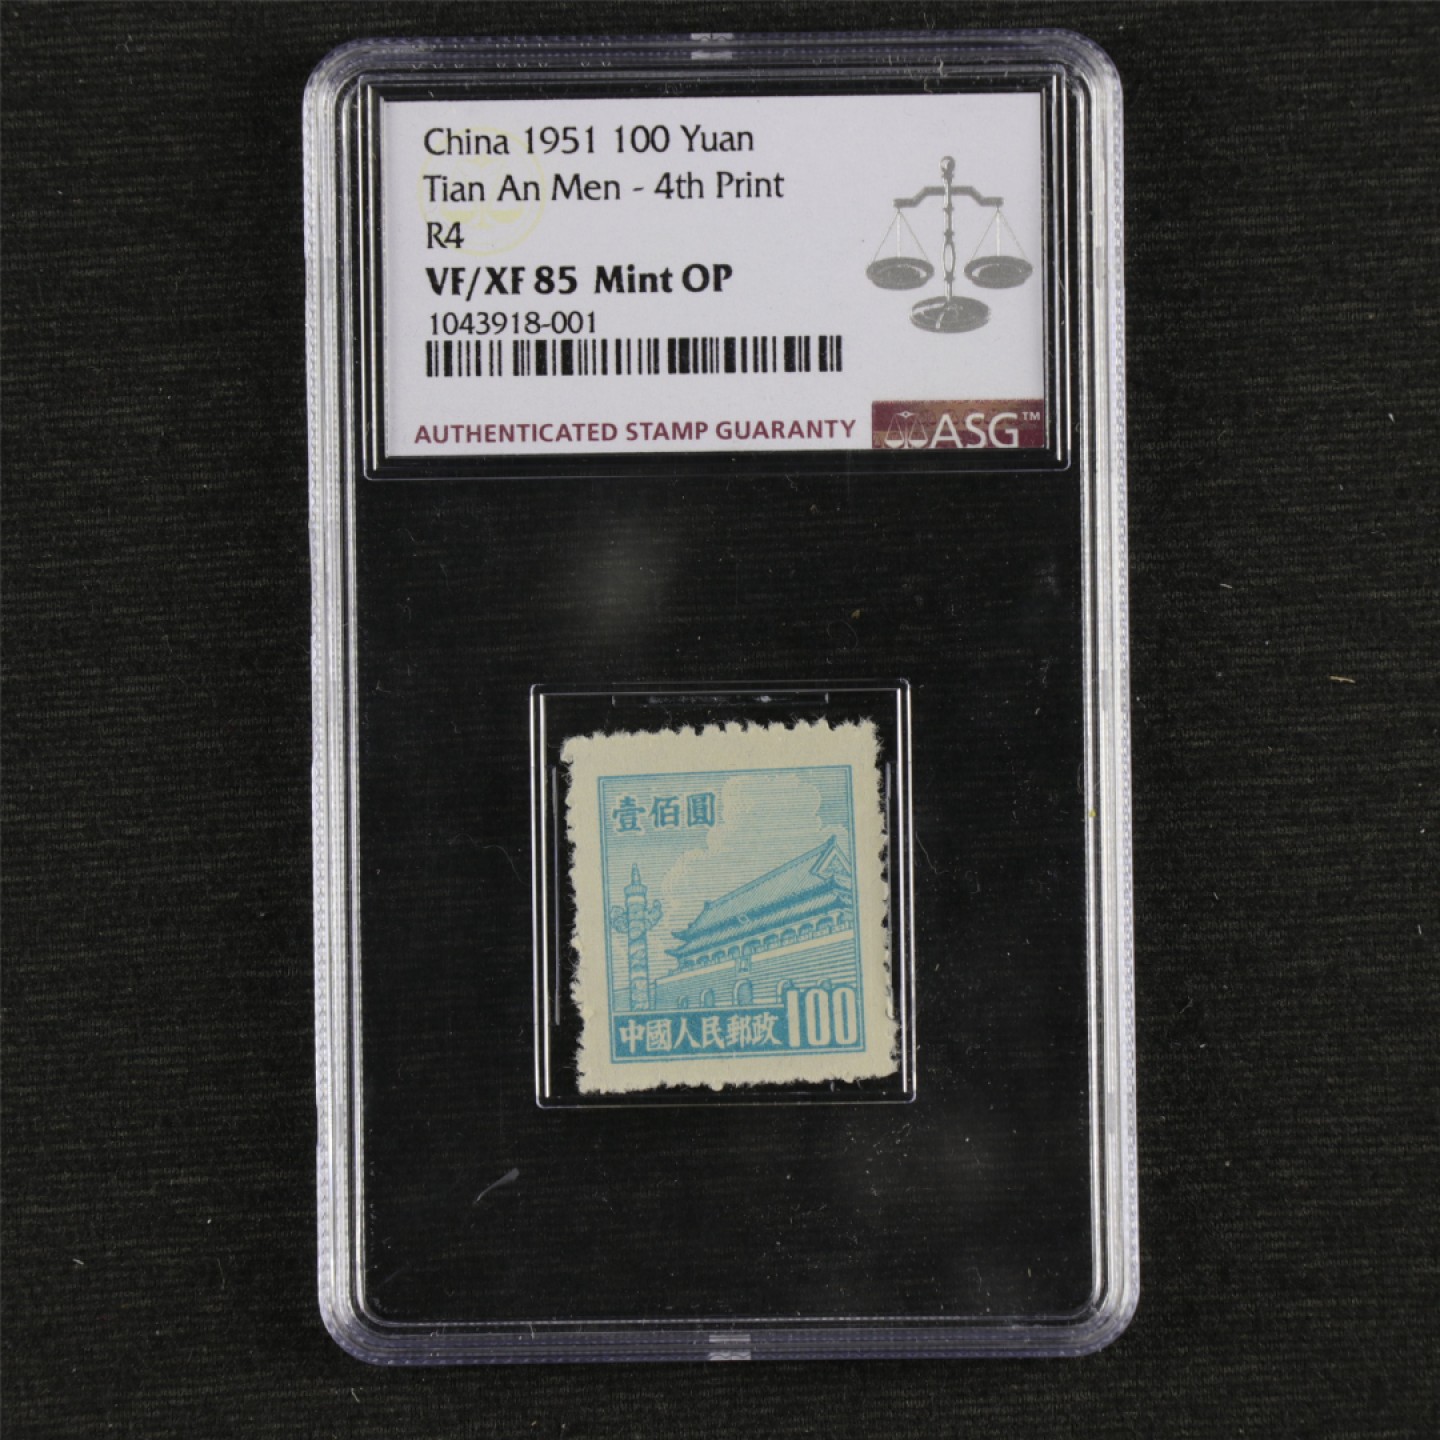 China 1951 100 Yuan
Tian An Men - 4th Print
R4
VF/XF 85 Mint OP
1043918-001
AUTHENTICATED STAMP GUARANTY
ASG™
壹佰圓
中國人民郵政 100